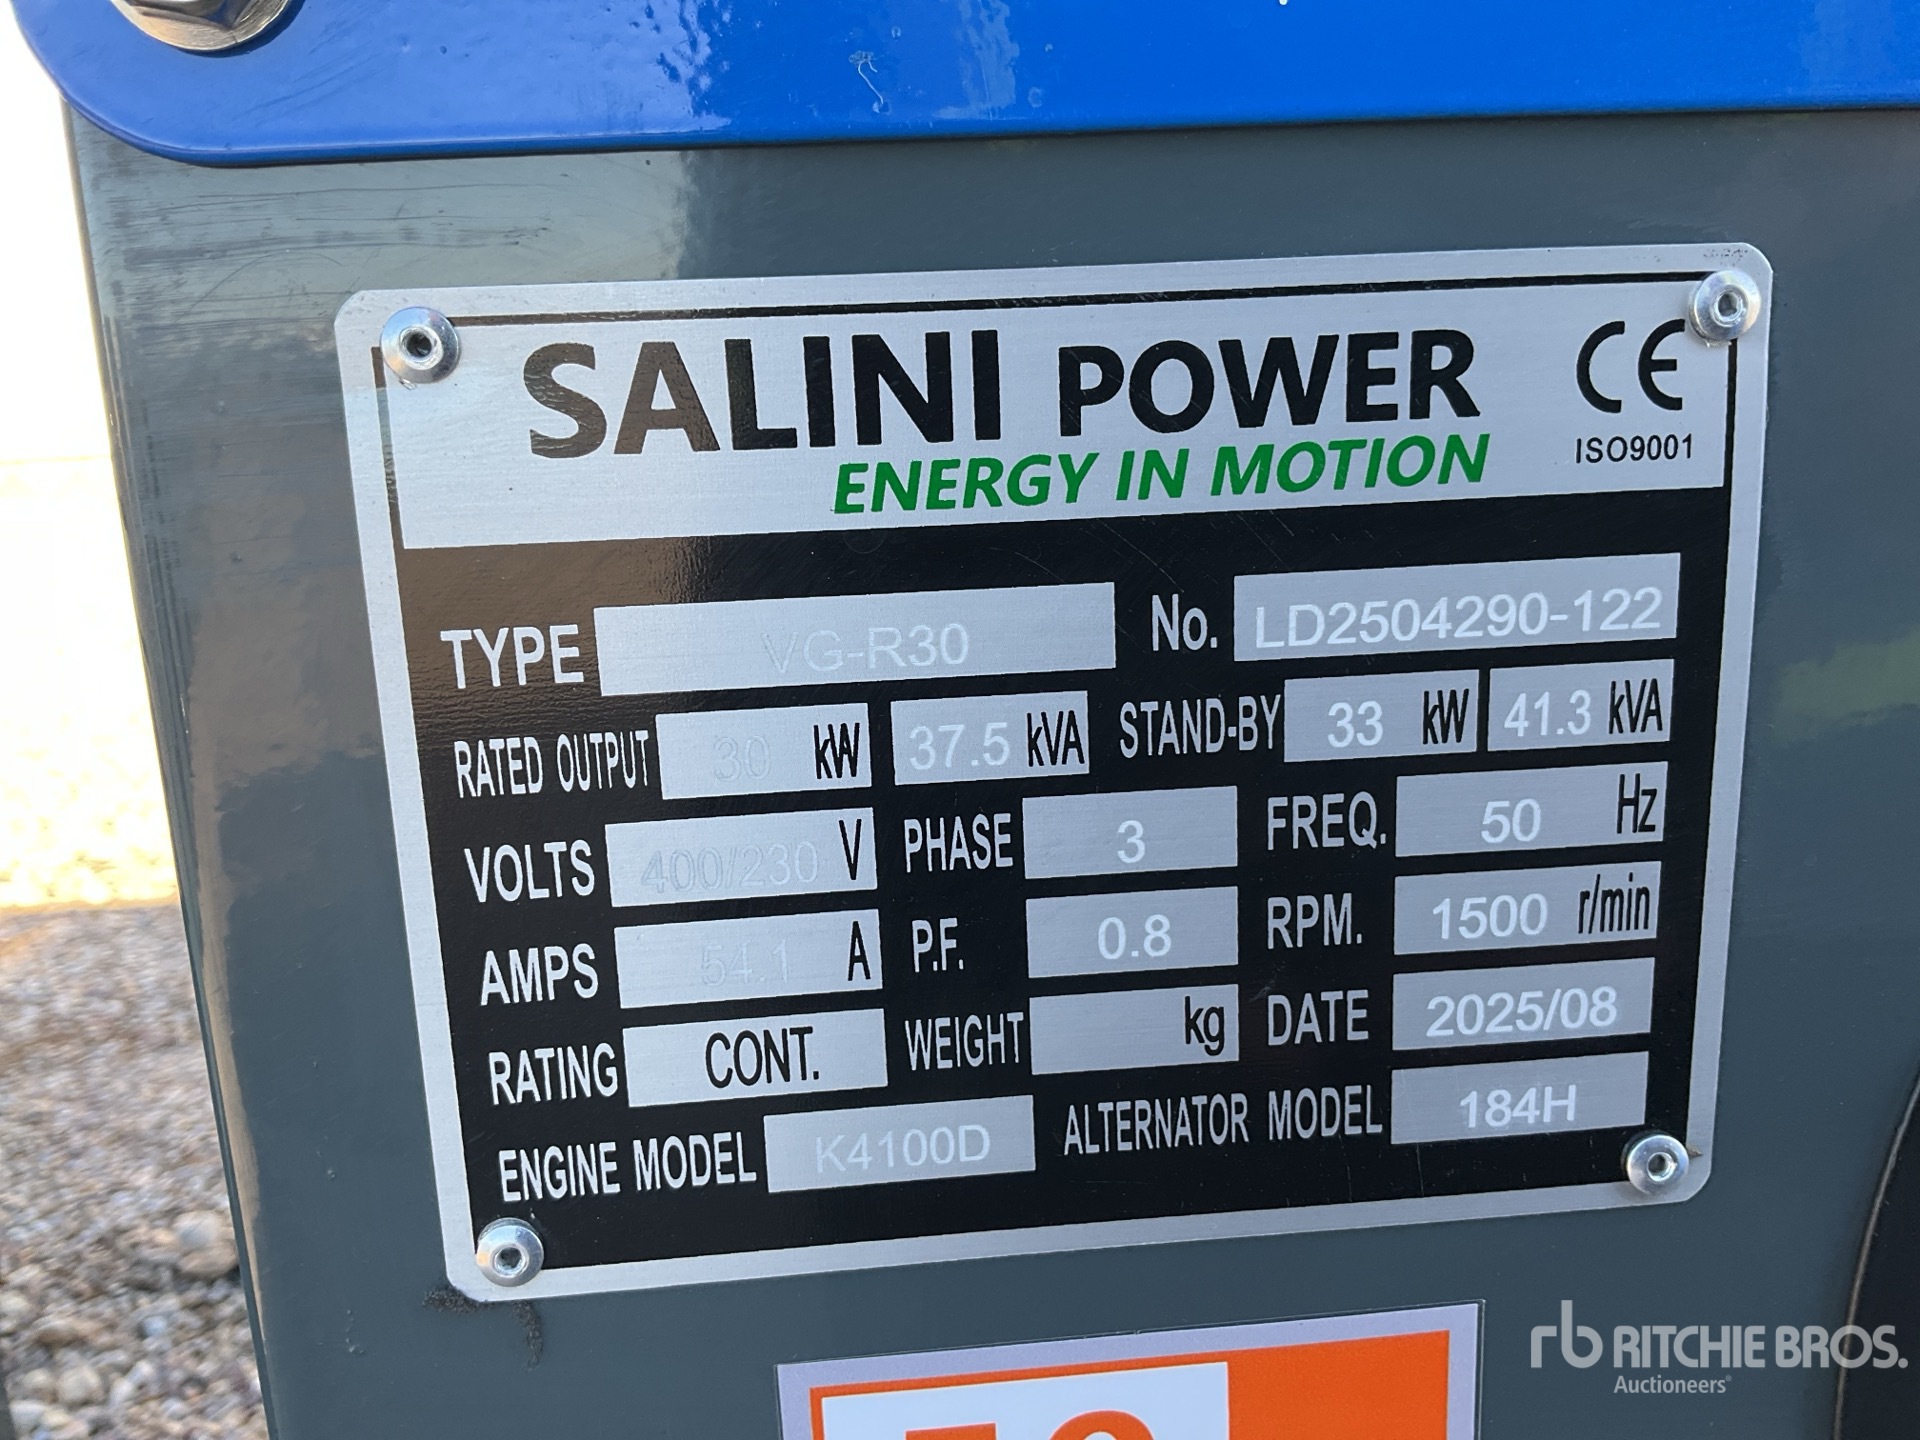 SALINI POWER CE
ENERGY IN MOTION ISO9001
TYPE VG-R30 No. LD2504290-122
RATED OUTPUT 30 kW 37.5 kVA STAND-BY 33 kW 41.3 kVA
VOLTS 400/230 V PHASE 3 FREQ. 50 Hz
AMPS 54.1 A P.F. 0.8 RPM. 1500 r/min
RATING CONT. WEIGHT kg DATE 2025/08
ENGINE MODEL K4100D ALTERNATOR MODEL 184H
rb RITCHIE BROS.
Auctioneers